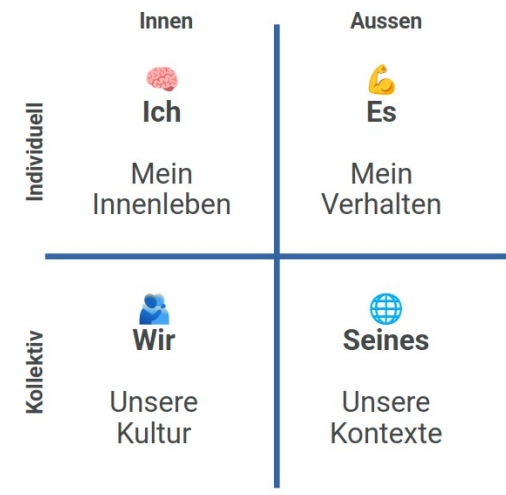 Innen
Aussen
Individuell
Ich
Mein
Innenleben
Es
Mein
Verhalten
Kollektiv
Wir
Unsere
Kultur
Seines
Unsere
Kontexte